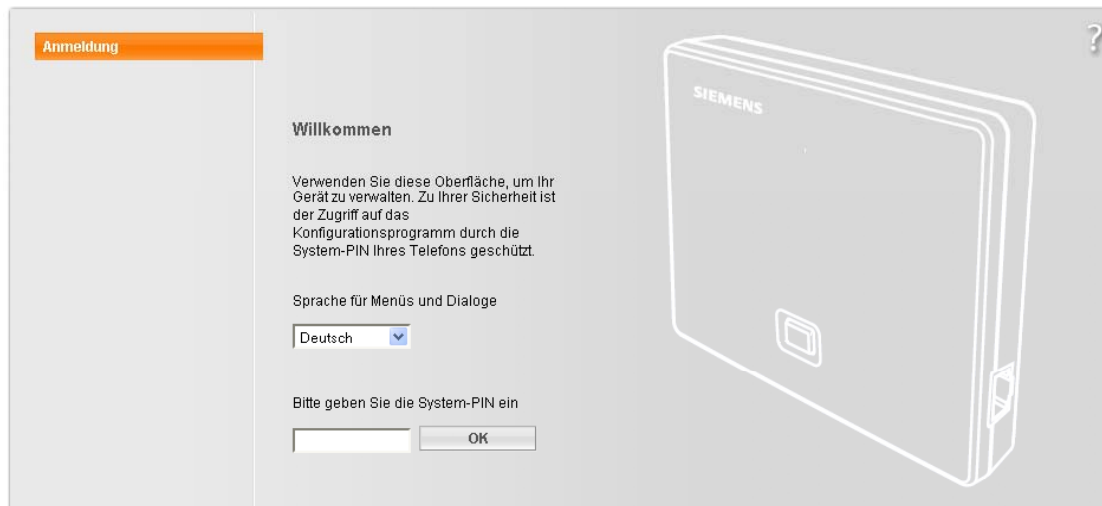 Anmeldung
?
SIEMENS
Willkommen
Verwenden Sie diese Oberfläche, um Ihr
Gerät zu verwalten. Zu Ihrer Sicherheit ist
der Zugriff auf das
Konfigurationsprogramm durch die
System-PIN Ihres Telefons geschützt.
Sprache für Menüs und Dialoge
Deutsch
Bitte geben Sie die System-PIN ein
OK